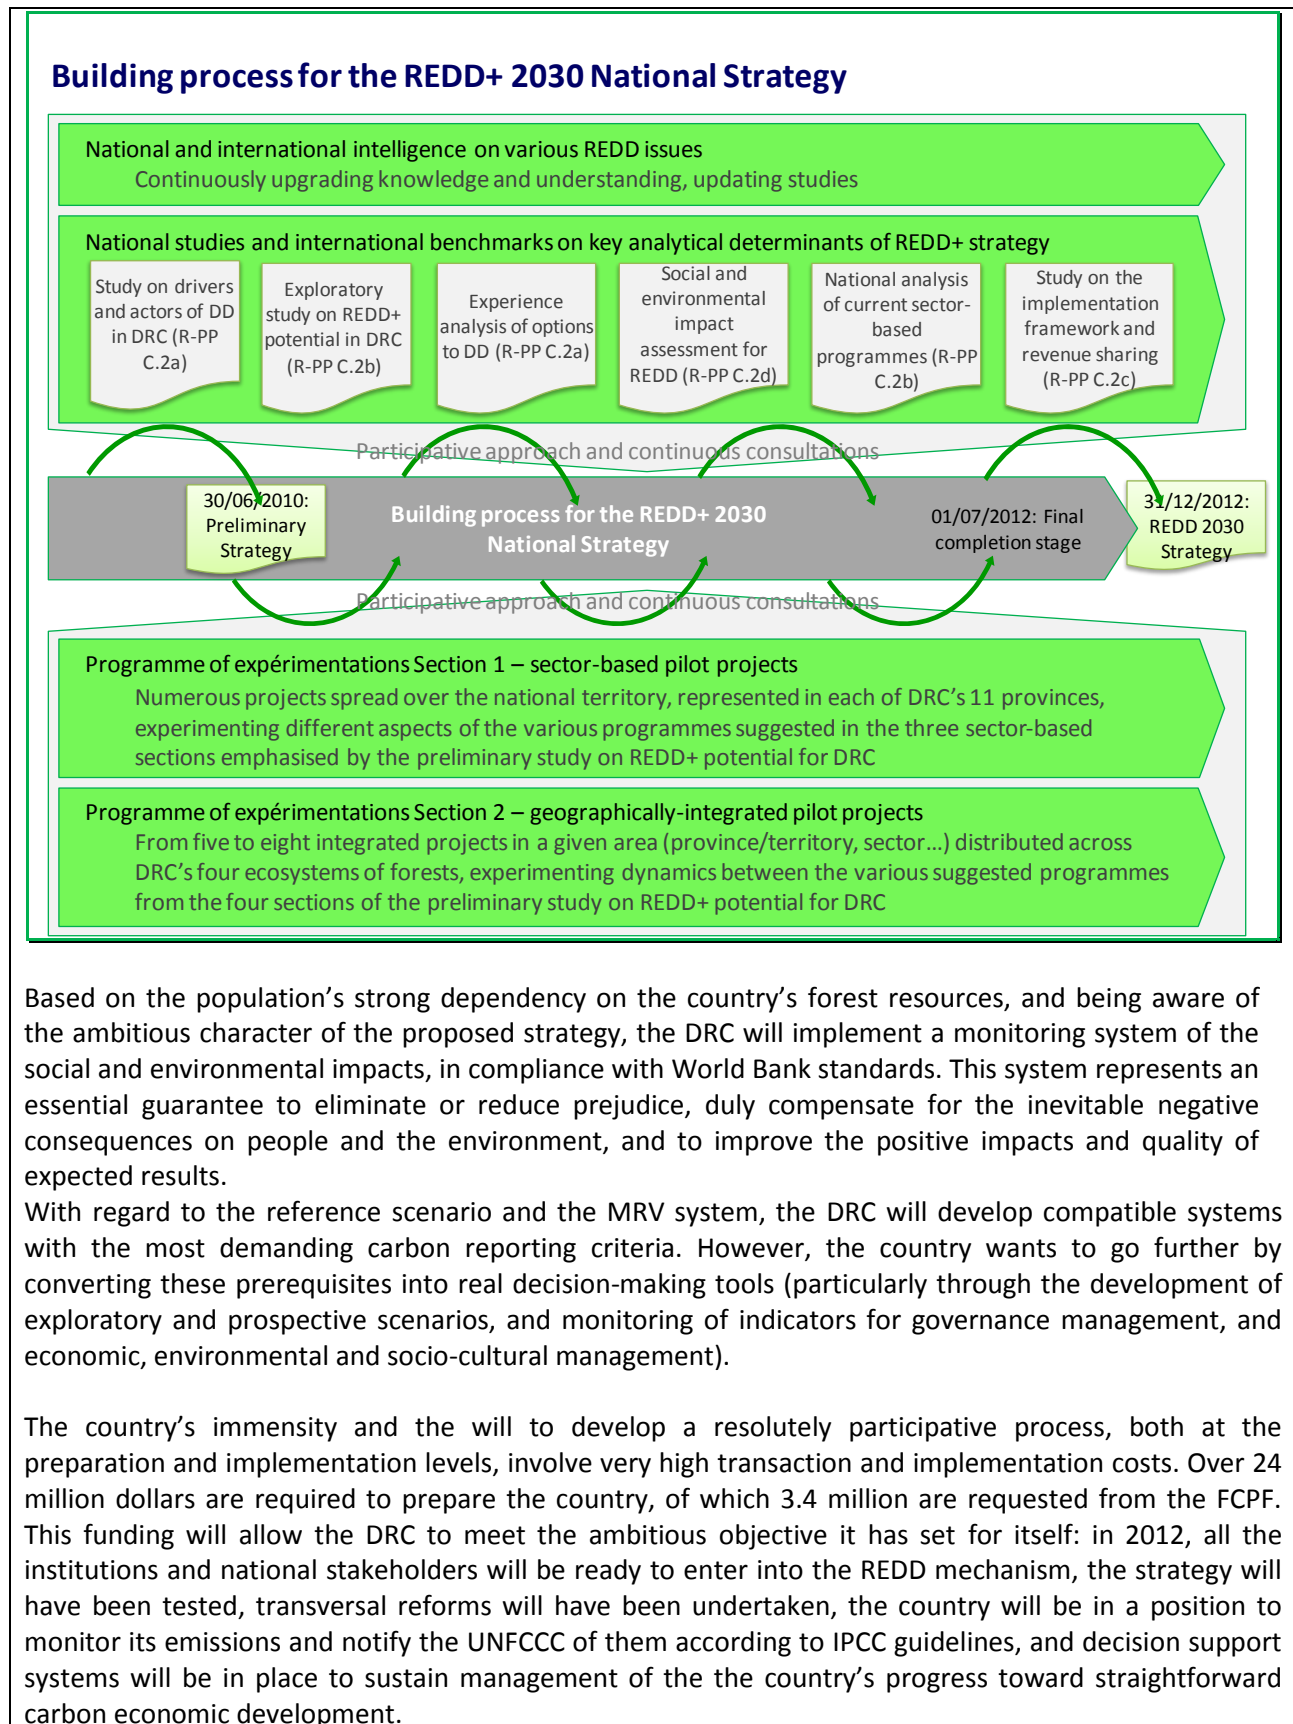 Building process for the REDD+ 2030 National Strategy
National and international intelligence on various REDD issues
Continuously upgrading knowledge and understanding, updating studies
National studies and international benchmarks on key analytical determinants of REDD+ strategy
Study on drivers
and actors of DD
in DRC (R-PP
C.2a)
Exploratory
study on REDD+
potential in DRC
(R-PP C.2b)
Experience
analysis of options
to DD (R-PP C.2a)
Social and
environmental
impact
assessment for
REDD (R-PP C.2d)
National analysis
of current sector-
based
programmes (R-PP
C.2b)
Study on the
implementation
framework and
revenue sharing
(R-PP C.2c)
Participative approach and continuous consultations
30/06/2010:
Preliminary
Strategy
Building process for the REDD+ 2030
National Strategy
01/07/2012: Final
completion stage
31/12/2012:
REDD 2030
Strategy
Participative approach and continuous consultations
Programme of expérimentations Section 1 – sector-based pilot projects
Numerous projects spread over the national territory, represented in each of DRC's 11 provinces,
experimenting different aspects of the various programmes suggested in the three sector-based
sections emphasised by the preliminary study on REDD+ potential for DRC
Programme of expérimentations Section 2 – geographically-integrated pilot projects
From five to eight integrated projects in a given area (province/territory, sector…) distributed across
DRC's four ecosystems of forests, experimenting dynamics between the various suggested programmes
from the four sections of the preliminary study on REDD+ potential for DRC
Based on the population's strong dependency on the country's forest resources, and being aware of
the ambitious character of the proposed strategy, the DRC will implement a monitoring system of the
social and environmental impacts, in compliance with World Bank standards. This system represents an
essential guarantee to eliminate or reduce prejudice, duly compensate for the inevitable negative
consequences on people and the environment, and to improve the positive impacts and quality of
expected results.
With regard to the reference scenario and the MRV system, the DRC will develop compatible systems
with the most demanding carbon reporting criteria. However, the country wants to go further by
converting these prerequisites into real decision-making tools (particularly through the development of
exploratory and prospective scenarios, and monitoring of indicators for governance management, and
economic, environmental and socio-cultural management).
The country's immensity and the will to develop a resolutely participative process, both at the
preparation and implementation levels, involve very high transaction and implementation costs. Over 24
million dollars are required to prepare the country, of which 3.4 million are requested from the FCPF.
This funding will allow the DRC to meet the ambitious objective it has set for itself: in 2012, all the
institutions and national stakeholders will be ready to enter into the REDD mechanism, the strategy will
have been tested, transversal reforms will have been undertaken, the country will be in a position to
monitor its emissions and notify the UNFCCC of them according to IPCC guidelines, and decision support
systems will be in place to sustain management of the the country's progress toward straightforward
carbon economic development.